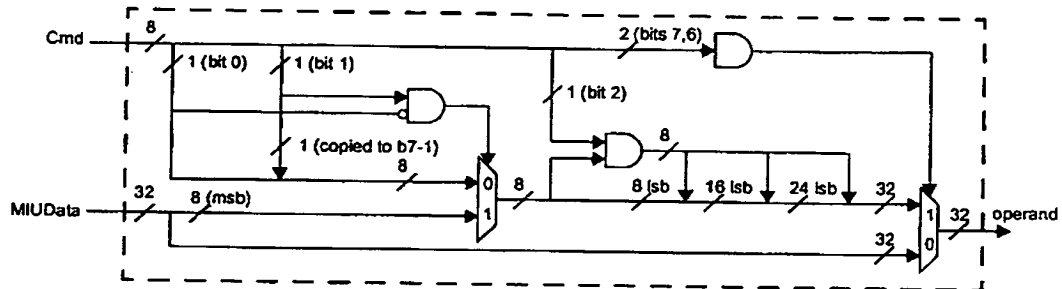 Cmd
8
2 (bits 7,6)
1 (bit 0)
1 (bit 1)
1 (bit 2)
1 (copied to b7-1)
8
8
0
1
8
8 lsb
16 lsb
24 lsb
32
1
0
32
operand
MIUData
32
8 (msb)
32